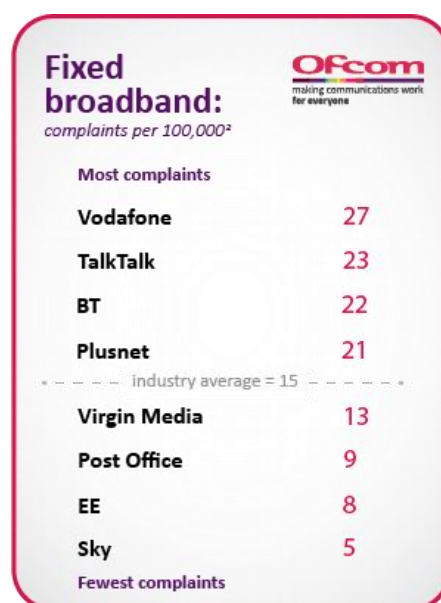 Fixed
broadband:
complaints per 100,000²
Ofcom
making communications work
for everyone
Most complaints
Vodafone 27
TalkTalk 23
BT 22
Plusnet 21
industry average = 15
Virgin Media 13
Post Office 9
EE 8
Sky 5
Fewest complaints